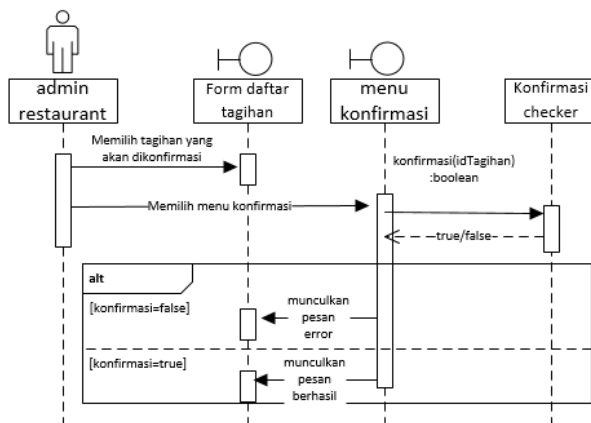 admin
restaurant
Form daftar
tagihan
menu
konfirmasi
Konfirmasi
checker
Memilih tagihan yang
akan dikonfirmasi
konfirmasi(idTagihan)
:boolean
Memilih menu konfirmasi
true/false
alt
[konfirmasi=false]
munculkan
pesan
error
[konfirmasi=true]
munculkan
pesan
berhasil